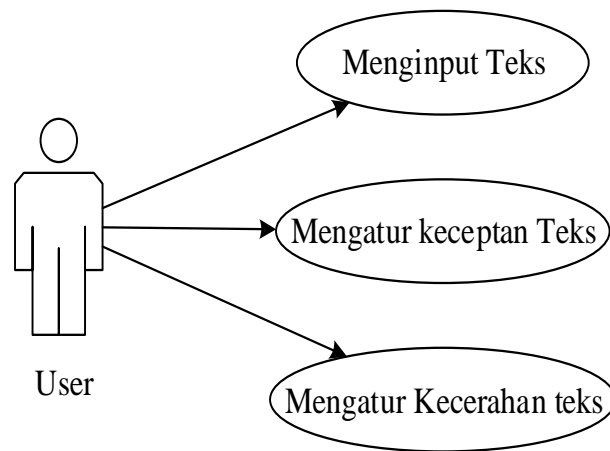 Menginput Teks
Mengatur keceptan Teks
User
Mengatur Kecerahan teks